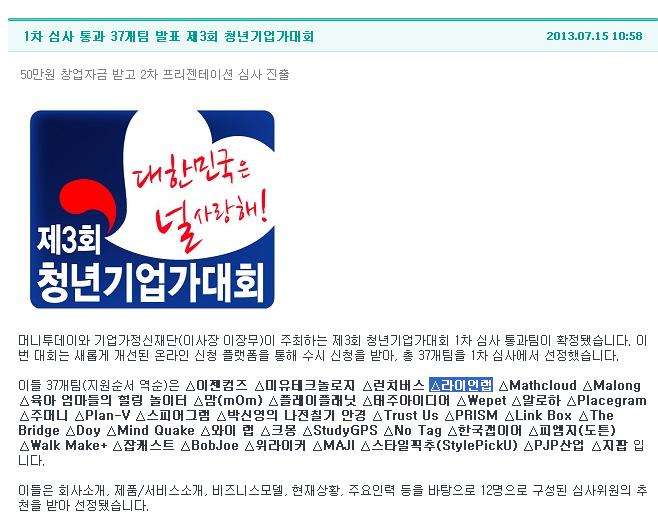 1차 심사 통과 37개팀 발표 제3회 청년기업가대회 2013.07.15 10:58
50만원 창업자금 받고 2차 프리젠테이션 심사 진출
대한민국은
널 사랑해!
제3회
청년기업가대회
머니투데이와 기업가정신재단(이사장 이장무)이 주최하는 제3회 청년기업가대회 1차 심사 통과팀이 확정됐습니다. 이
번 대회는 새롭게 개선된 온라인 신청 플랫폼을 통해 수시 신청을 받아, 총 37개팀을 1차 심사에서 선정했습니다.
이들 37개팀(지원순서 역순)은 △이젠컴즈 △미유테크놀로지 △런처버스 △라이언랩 △Mathcloud △Malong
△육아 엄마들의 힐링 놀이터 △맘(mOm) △플레이플래닛 △대주아이디어 △Wepet △알로하 △Placegram
△주머니 △Plan-V △스피어그램 △박신영의 나전칠기 안경 △Trust Us △PRISM △Link Box △The
Bridge △Doy △Mind Quake △와이 랩 △크몽 △StudyGPS △No Tag △한국캡이어 △피엠지(도튼)
△Walk Make+ △잡캐스트 △BobJoe △위라이커 △MAJI △스타일픽추(StylePickU) △PJP산업 △지팝 입
니다.
이들은 회사소개, 제품/서비스소개, 비즈니스모델, 현재상황, 주요인력 등을 바탕으로 12명으로 구성된 심사위원의 추
천을 받아 선정됐습니다.